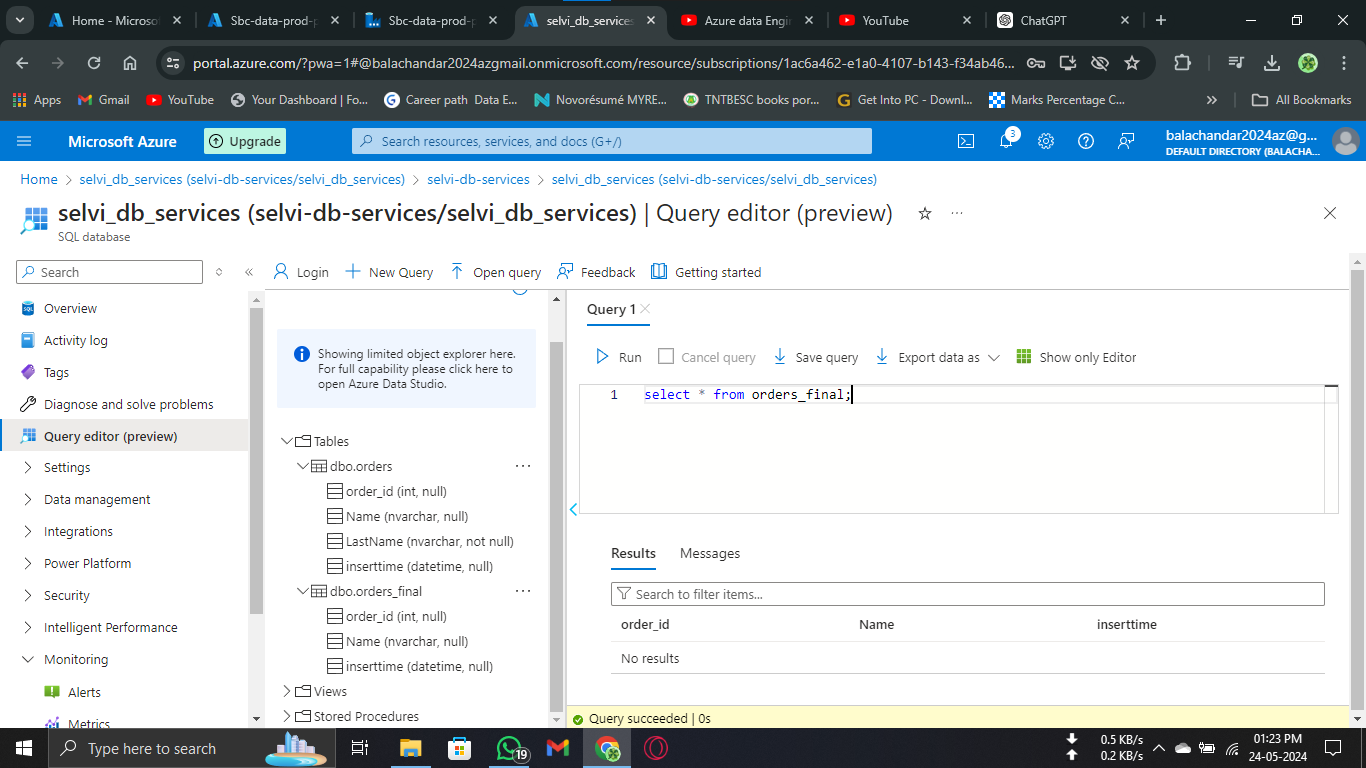 Home - Microso
Sbc-data-prod-p
Sbc-data-prod-p
selvi_db_services
Azure data Engi
YouTube
ChatGPT
portal.azure.com/?pwa=1#@balachandar2024azgmail.onmicrosoft.com/resource/subscriptions/1ac6a462-e1a0-4107-b143-f34ab46...
Apps
Gmail
YouTube
Your Dashboard | Fo...
Career path Data E...
Novorésumé MYRE...
TNTBESC books por...
Get Into PC - Downl...
Marks Percentage C...
»
All Bookmarks
Microsoft Azure
Upgrade
Search resources, services, and docs (G+/)
3
balachandar2024az@g...
DEFAULT DIRECTORY (BALACHA...
Home > selvi_db_services (selvi-db-services/selvi_db_services) > selvi-db-services > selvi_db_services (selvi-db-services/selvi_db_services)
selvi_db_services (selvi-db-services/selvi_db_services) | Query editor (preview)
SQL database
Search
Login
New Query
Open query
Feedback
Getting started
Overview
Activity log
Tags
Diagnose and solve problems
Query editor (preview)
Settings
Data management
Integrations
Power Platform
Security
Intelligent Performance
Monitoring
Alerts
Metrics
Showing limited object explorer here.
For full capability please click here to
open Azure Data Studio.
Tables
dbo.orders
order_id (int, null)
Name (nvarchar, null)
LastName (nvarchar, not null)
inserttime (datetime, null)
dbo.orders_final
order_id (int, null)
Name (nvarchar, null)
inserttime (datetime, null)
Views
Stored Procedures
Query 1
Run
Cancel query
Save query
Export data as
Show only Editor
1 select * from orders_final;
Results
Messages
Search to filter items...
order_id Name inserttime
No results
Query succeeded | 0s
Type here to search
19
0.5 KB/s
0.2 KB/s
01:23 PM
24-05-2024